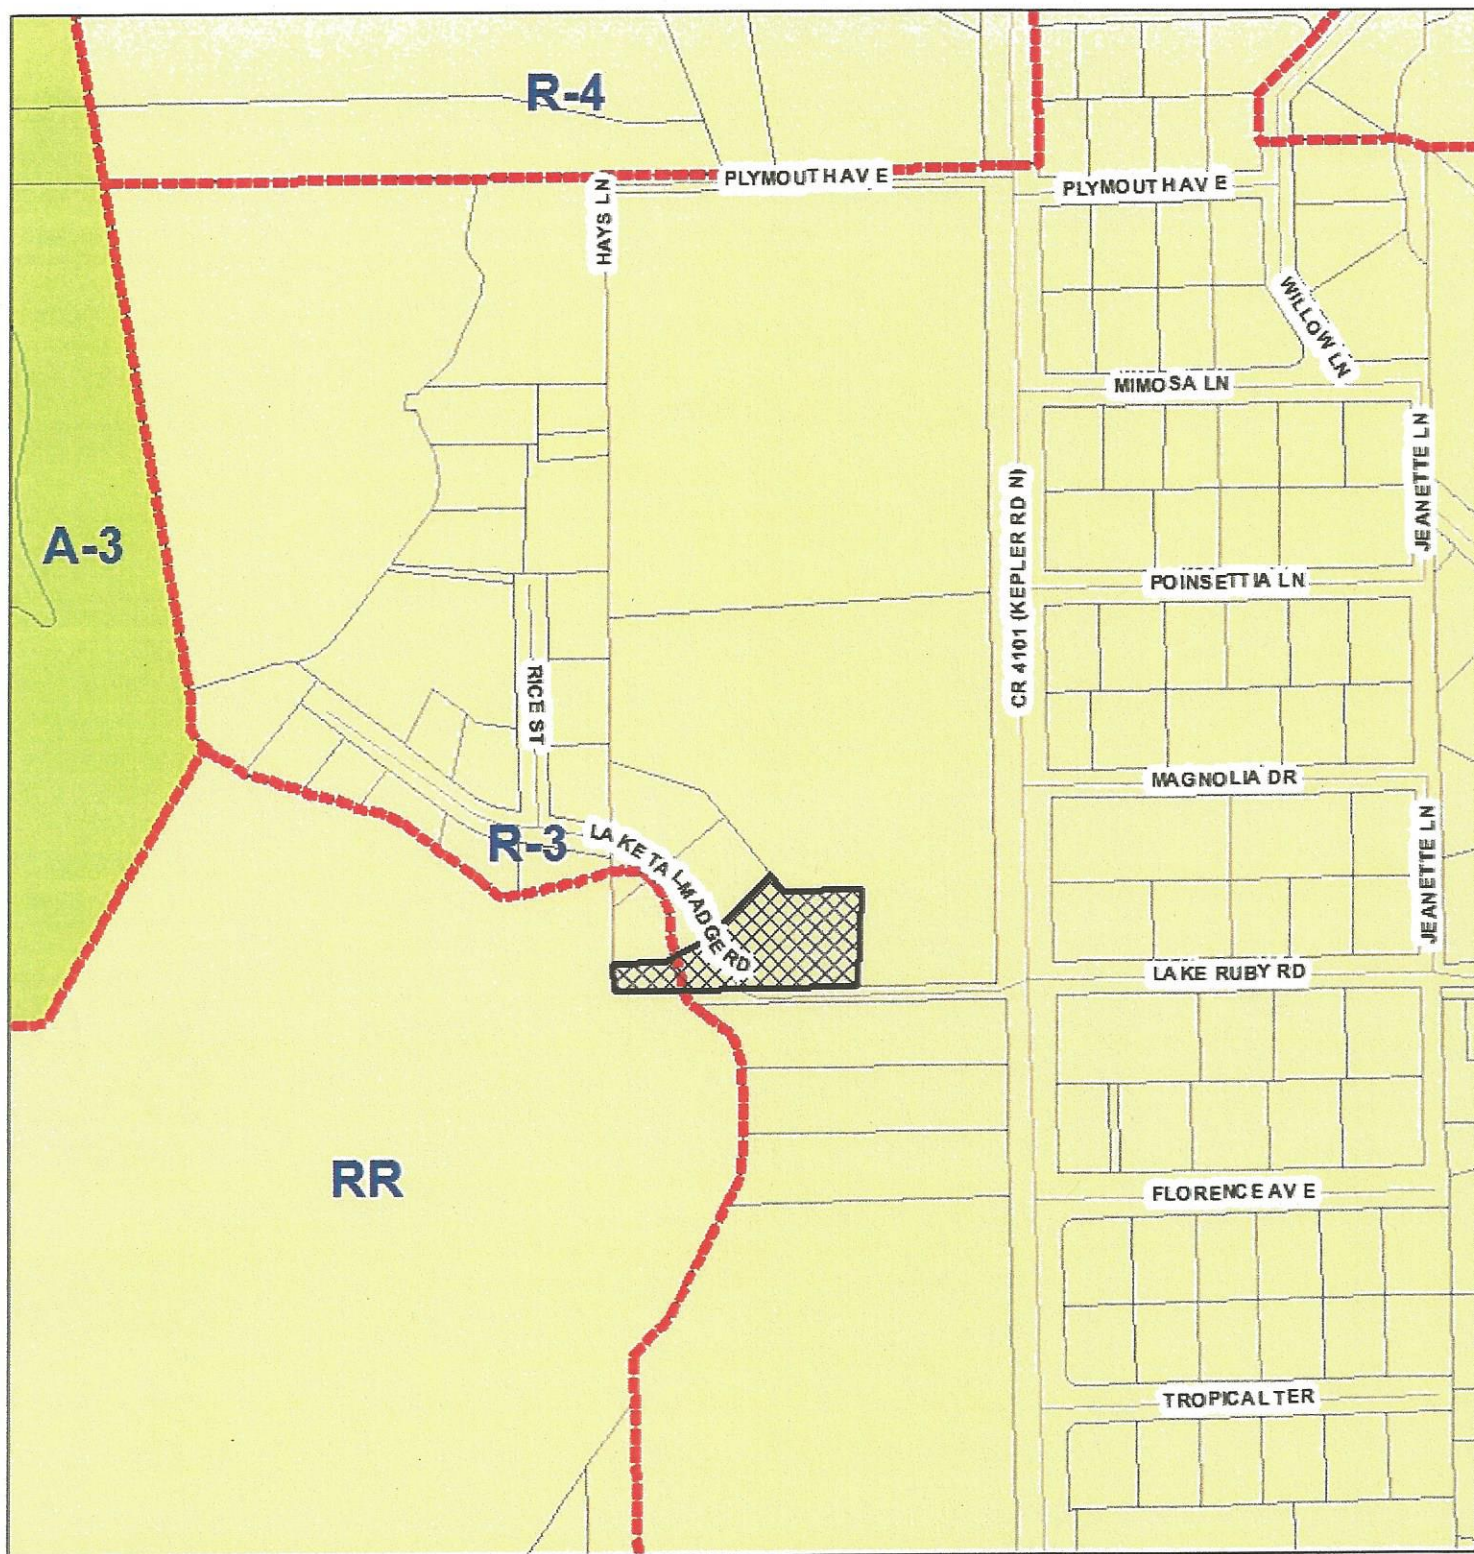 R-4
PLYMOUTH AVE
PLYMOUTH AVE
HAYS LN
WILLOW LN
MIMOSA LN
JEANETTE LN
A-3
CR 4101 (KEPLER RD N)
POINSETTIA LN
RICE ST
MAGNOLIA DR
R-3
LAKE TALMADGE RD
JEANETTE LN
LAKE RUBY RD
RR
FLORENCE AVE
TROPICAL TER